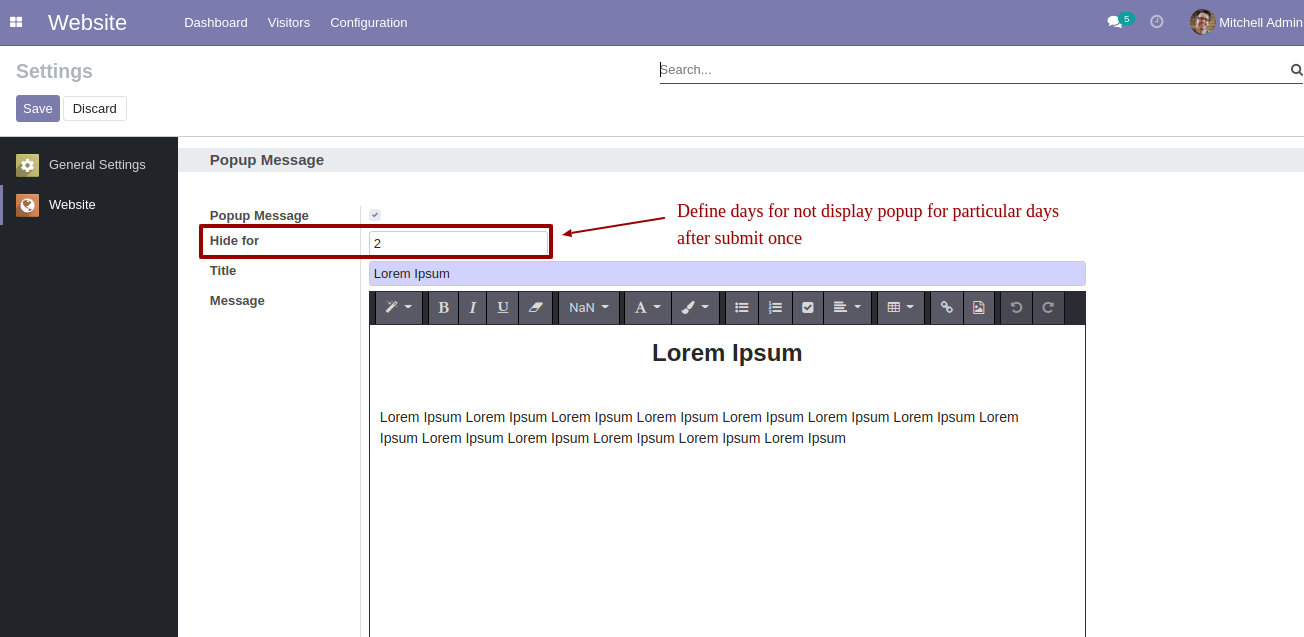 Website Dashboard Visitors Configuration 5 Mitchell Admin
Settings Search...
Save Discard
General Settings
Website
Popup Message
Popup Message
Define days for not display popup for particular days
after submit once
Hide for 2
Title Lorem Ipsum
Message
B I U NaN A
Lorem Ipsum
Lorem Ipsum Lorem Ipsum Lorem Ipsum Lorem Ipsum Lorem Ipsum Lorem Ipsum Lorem Ipsum Lorem
Ipsum Lorem Ipsum Lorem Ipsum Lorem Ipsum Lorem Ipsum Lorem Ipsum